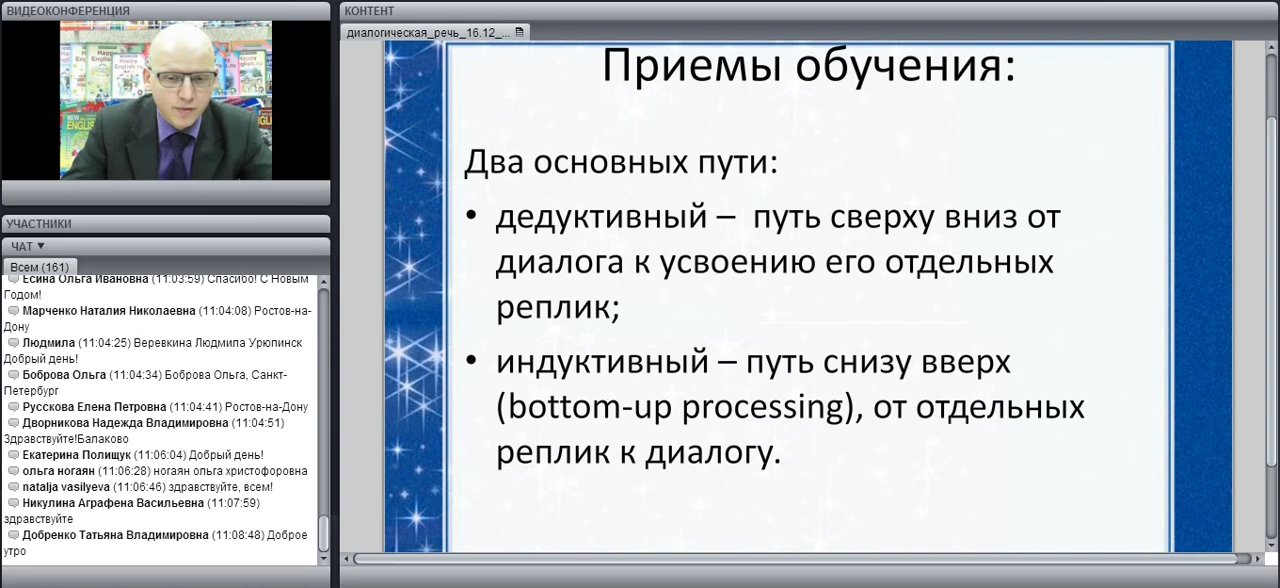 ВИДЕОКОНФЕРЕНЦИЯ
Happy
English.ru
NEW
УЧАСТНИКИ
ЧАТ
Всем (161)
Есина Ольга Ивановна (11:03:59) Спасибо! С Новым
Годом!
Марченко Наталия Николаевна (11:04:08) Ростов-на-
Дону
Людмила (11:04:25) Веревкина Людмила Урюпинск
Добрый день!
Боброва Ольга (11:04:34) Боброва Ольга, Санкт-
Петербург
Русскова Елена Петровна (11:04:41) Ростов-на-Дону
Дворникова Надежда Владимировна (11:04:51)
Здравствуйте!Балаково
Екатерина Полищук (11:06:04) Добрый день!
ольга ногаян (11:06:28) ногаян ольга христофоровна
natalja vasilyeva (11:06:46) здравствуйте, всем!
Никулина Аграфена Васильевна (11:07:59)
здравствуйте
Добренко Татьяна Владимировна (11:08:48) Доброе
утро
КОНТЕНТ
диалогическая_речь_16.12_...
Приемы обучения:
Два основных пути:
• дедуктивный – путь сверху вниз от
диалога к усвоению его отдельных
реплик;
• индуктивный – путь снизу вверх
(bottom-up processing), от отдельных
реплик к диалогу.